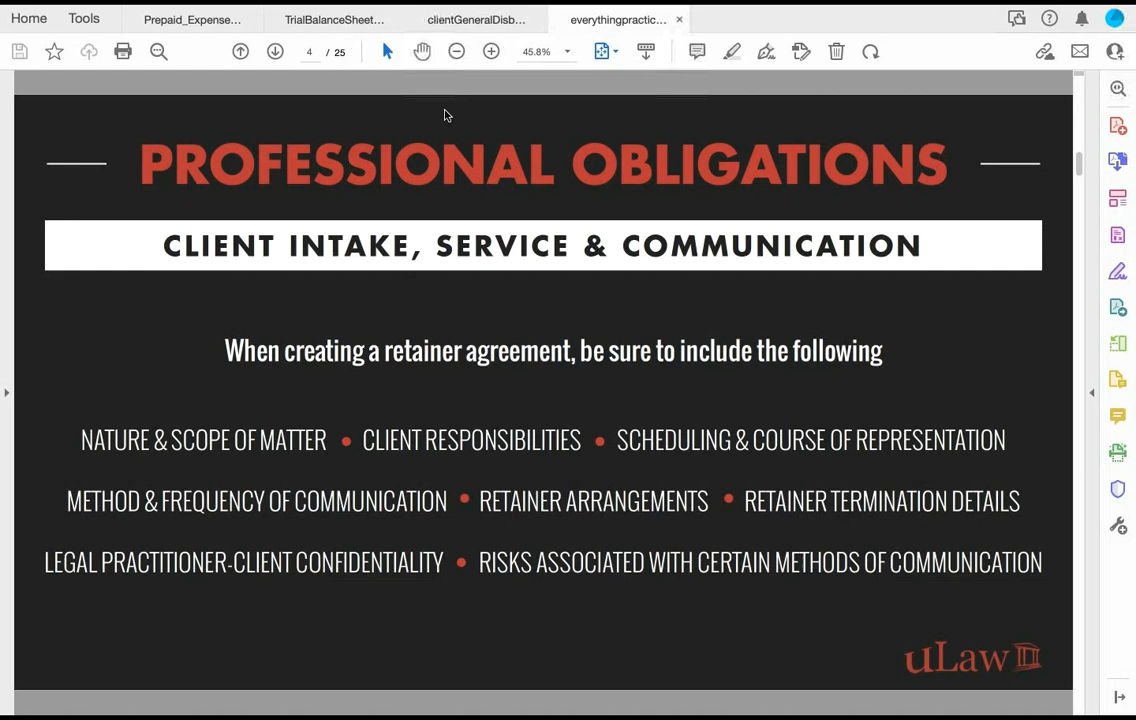 Home Tools Prepaid_Expense... TrialBalanceSheet... clientGeneralDisb... everythingpractic... ×
4 / 25 45.8%
PROFESSIONAL OBLIGATIONS
CLIENT INTAKE, SERVICE & COMMUNICATION
When creating a retainer agreement, be sure to include the following
NATURE & SCOPE OF MATTER • CLIENT RESPONSIBILITIES • SCHEDULING & COURSE OF REPRESENTATION
METHOD & FREQUENCY OF COMMUNICATION • RETAINER ARRANGEMENTS • RETAINER TERMINATION DETAILS
LEGAL PRACTITIONER-CLIENT CONFIDENTIALITY • RISKS ASSOCIATED WITH CERTAIN METHODS OF COMMUNICATION
uLaw